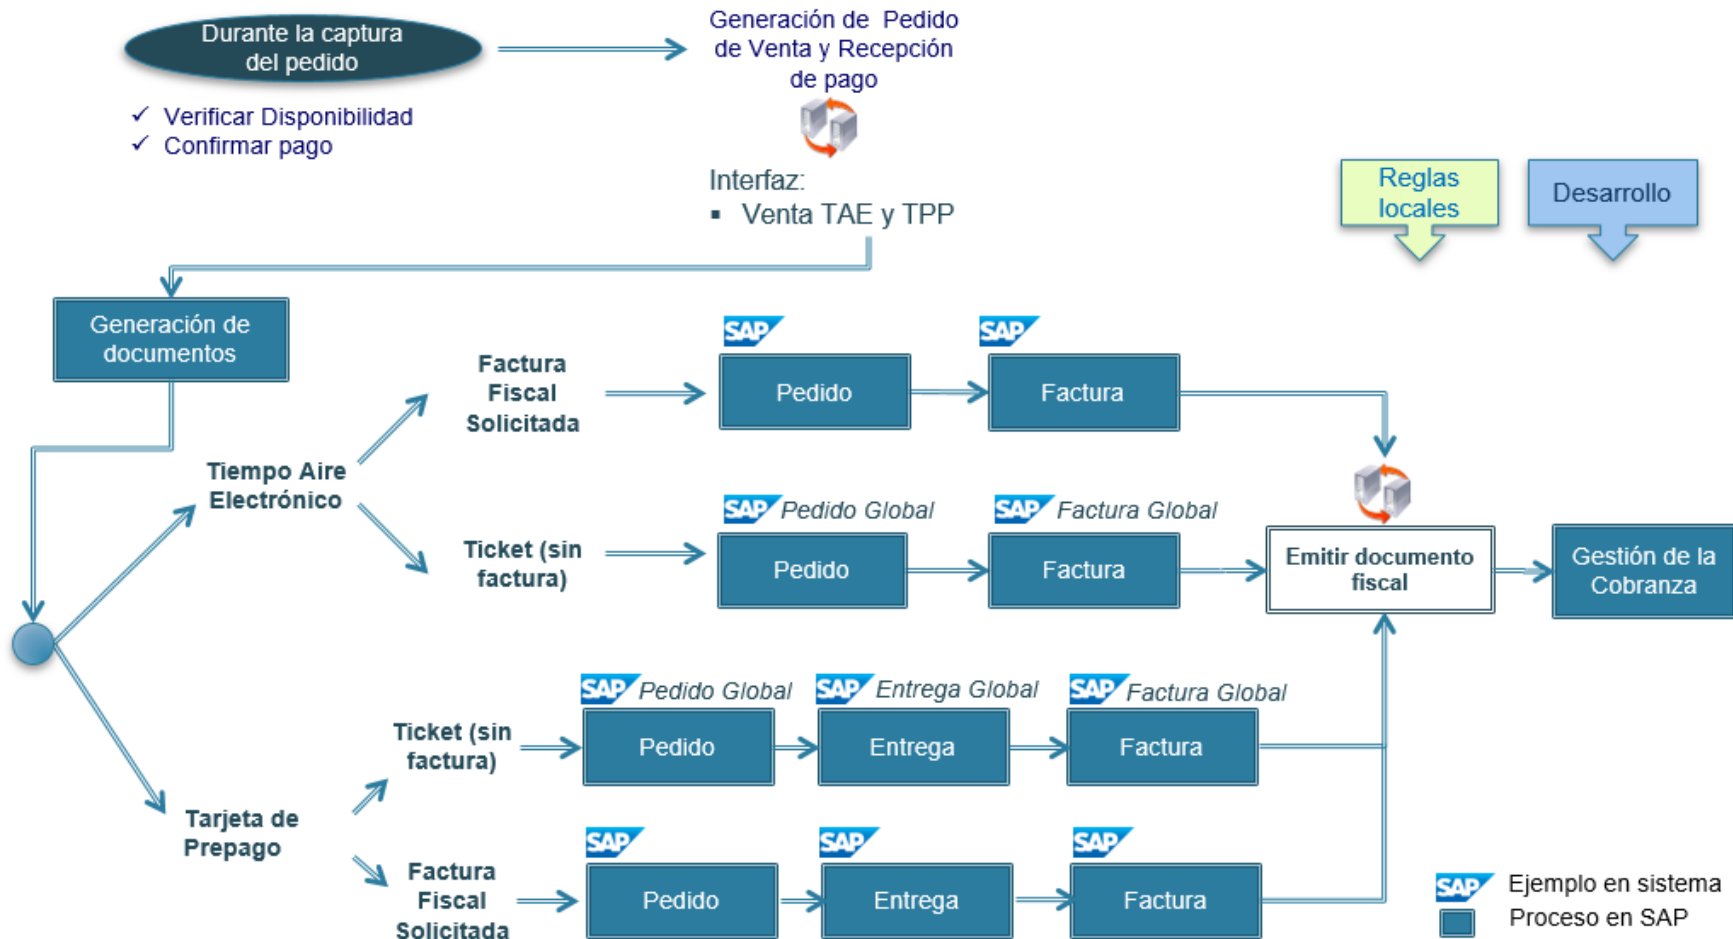 Durante la captura
del pedido
Generación de Pedido
de Venta y Recepción
de pago
✓ Verificar Disponibilidad
✓ Confirmar pago
Interfaz:
▪ Venta TAE y TPP
Reglas
locales
Desarrollo
Generación de
documentos
Tiempo Aire
Electrónico
Factura
Fiscal
Solicitada
SAP
Pedido
SAP
Factura
Ticket (sin
factura)
SAP Pedido Global
Pedido
SAP Factura Global
Factura
Emitir documento
fiscal
Gestión de la
Cobranza
Tarjeta de
Prepago
Ticket (sin
factura)
SAP Pedido Global
Pedido
SAP Entrega Global
Entrega
SAP Factura Global
Factura
Factura
Fiscal
Solicitada
SAP
Pedido
SAP
Entrega
SAP
Factura
SAP Ejemplo en sistema
Proceso en SAP